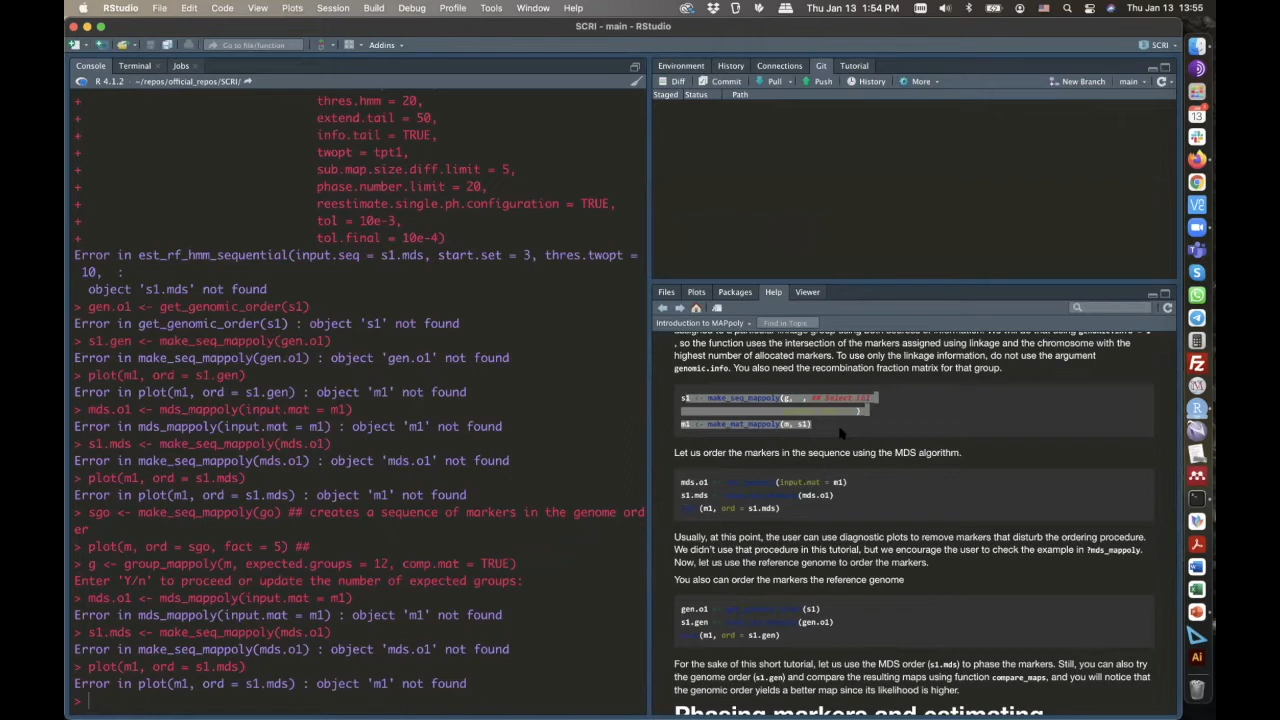 RStudio File Edit Code View Plots Session Build Debug Profile Tools Window Help Thu Jan 13 1:54 PM Thu Jan 13 13:55
SCRI - main - RStudio
Go to file/function Addins SCRI
Console Terminal Jobs
R 4.1.2 · ~/repos/official_repos/SCRI/
+ thres.hmm = 20,
+ extend.tail = 50,
+ info.tail = TRUE,
+ twopt = tpt1,
+ sub.map.size.diff.limit = 5,
+ phase.number.limit = 20,
+ reestimate.single.ph.configuration = TRUE,
+ tol = 10e-3,
+ tol.final = 10e-4)
Error in est_rf_hmm_sequential(input.seq = s1.mds, start.set = 3, thres.twopt =
10, :
object 's1.mds' not found
> gen.o1 <- get_genomic_order(s1)
Error in get_genomic_order(s1) : object 's1' not found
> s1.gen <- make_seq_mappoly(gen.o1)
Error in make_seq_mappoly(gen.o1) : object 'gen.o1' not found
> plot(m1, ord = s1.gen)
Error in plot(m1, ord = s1.gen) : object 'm1' not found
> mds.o1 <- mds_mappoly(input.mat = m1)
Error in mds_mappoly(input.mat = m1) : object 'm1' not found
> s1.mds <- make_seq_mappoly(mds.o1)
Error in make_seq_mappoly(mds.o1) : object 'mds.o1' not found
> plot(m1, ord = s1.mds)
Error in plot(m1, ord = s1.mds) : object 'm1' not found
> sgo <- make_seq_mappoly(go) ## creates a sequence of markers in the genome ord
er
> plot(m, ord = sgo, fact = 5) ##
> g <- group_mappoly(m, expected.groups = 12, comp.mat = TRUE)
Enter 'Y/n' to proceed or update the number of expected groups:
> mds.o1 <- mds_mappoly(input.mat = m1)
Error in mds_mappoly(input.mat = m1) : object 'm1' not found
> s1.mds <- make_seq_mappoly(mds.o1)
Error in make_seq_mappoly(mds.o1) : object 'mds.o1' not found
> plot(m1, ord = s1.mds)
Error in plot(m1, ord = s1.mds) : object 'm1' not found
>
Environment History Connections Git Tutorial
Diff Commit Pull Push History More New Branch main
Staged Status Path
Files Plots Packages Help Viewer
Introduction to MAPpoly Find in Topic
, so the function uses the intersection of the markers assigned using linkage and the chromosome with the
highest number of allocated markers. To use only the linkage information, do not use the argument
genomic.info. You also need the recombination fraction matrix for that group.
s1 <- make_seq_mappoly(g, , ## Select LG1
)
m1 <- make_mat_mappoly(m, s1)
Let us order the markers in the sequence using the MDS algorithm.
mds.o1 (input.mat = m1)
s1.mds (mds.o1)
(m1, ord = s1.mds)
Usually, at this point, the user can use diagnostic plots to remove markers that disturb the ordering procedure.
We didn't use that procedure in this tutorial, but we encourage the user to check the example in ?mds_mappoly.
Now, let us use the reference genome to order the markers.
You also can order the markers the reference genome
gen.o1 (s1)
s1.gen (gen.o1)
(m1, ord = s1.gen)
For the sake of this short tutorial, let us use the MDS order (s1.mds) to phase the markers. Still, you can also try
the genome order (s1.gen) and compare the resulting maps using function compare_maps, and you will notice that
the genomic order yields a better map since its likelihood is higher.
Phasing markers and estimating